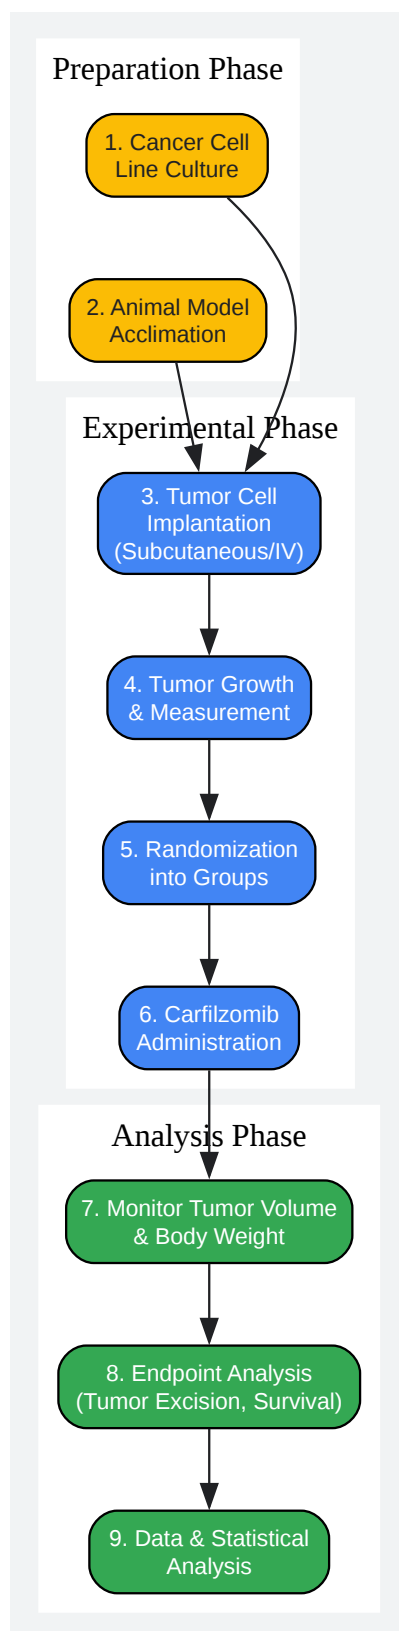 Preparation Phase
1. Cancer Cell
Line Culture
2. Animal Model
Acclimation
Experimental Phase
3. Tumor Cell
Implantation
(Subcutaneous/IV)
4. Tumor Growth
& Measurement
5. Randomization
into Groups
6. Carfilzomib
Administration
Analysis Phase
7. Monitor Tumor Volume
& Body Weight
8. Endpoint Analysis
(Tumor Excision, Survival)
9. Data & Statistical
Analysis